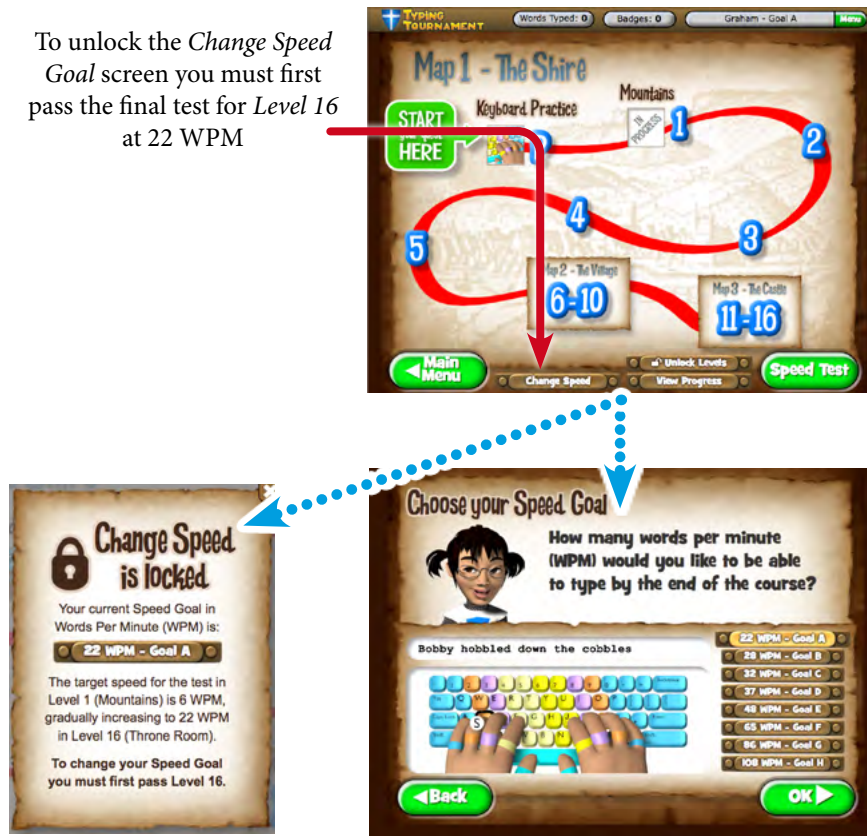 To unlock the Change Speed
Goal screen you must first
pass the final test for Level 16
at 22 WPM
TYPING
TOURNAMENT
Words Typed: 0
Badges: 0
Graham - Goal A
Menu
Map 1 - The Shire
START
HERE
Keyboard Practice
Mountains
IN
PROGRESS
1
2
3
4
5
Map 2 - The Village
6-10
Map 3 - The Castle
11-16
Main
Menu
Change Speed
Unlock Levels
View Progress
Speed Test
Change Speed
is locked
Your current Speed Goal in
Words Per Minute (WPM) is:
22 WPM - Goal A
The target speed for the test in
Level 1 (Mountains) is 6 WPM,
gradually increasing to 22 WPM
in Level 16 (Throne Room).
To change your Speed Goal
you must first pass Level 16.
Choose your Speed Goal
How many words per minute
(WPM) would you like to be able
to type by the end of the course?
Bobby hobbled down the cobbles
22 WPM - Goal A
28 WPM - Goal B
32 WPM - Goal C
37 WPM - Goal D
48 WPM - Goal E
65 WPM - Goal F
86 WPM - Goal G
108 WPM - Goal H
S
Back
OK